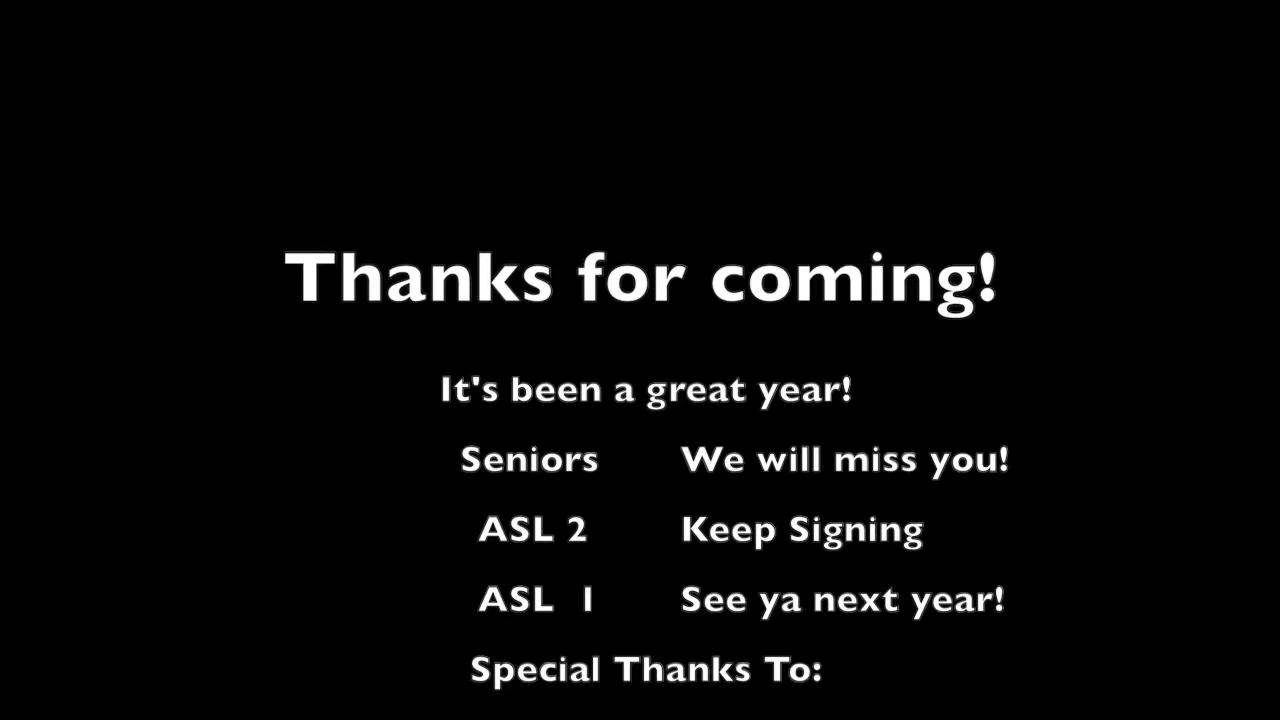 Thanks for coming!
It's been a great year!
Seniors We will miss you!
ASL 2 Keep Signing
ASL 1 See ya next year!
Special Thanks To: